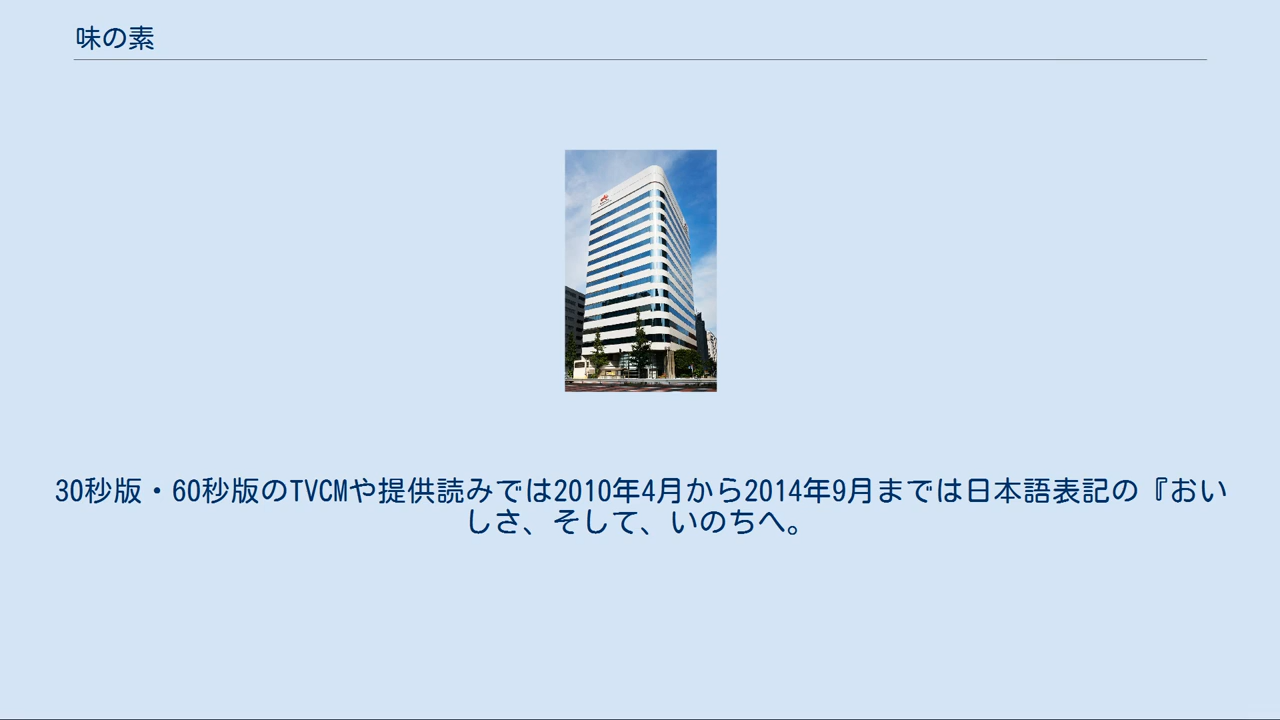 味の素
30秒版・60秒版のTVCMや提供読みでは2010年4月から2014年9月までは日本語表記の『おい
しさ、そして、いのちへ。